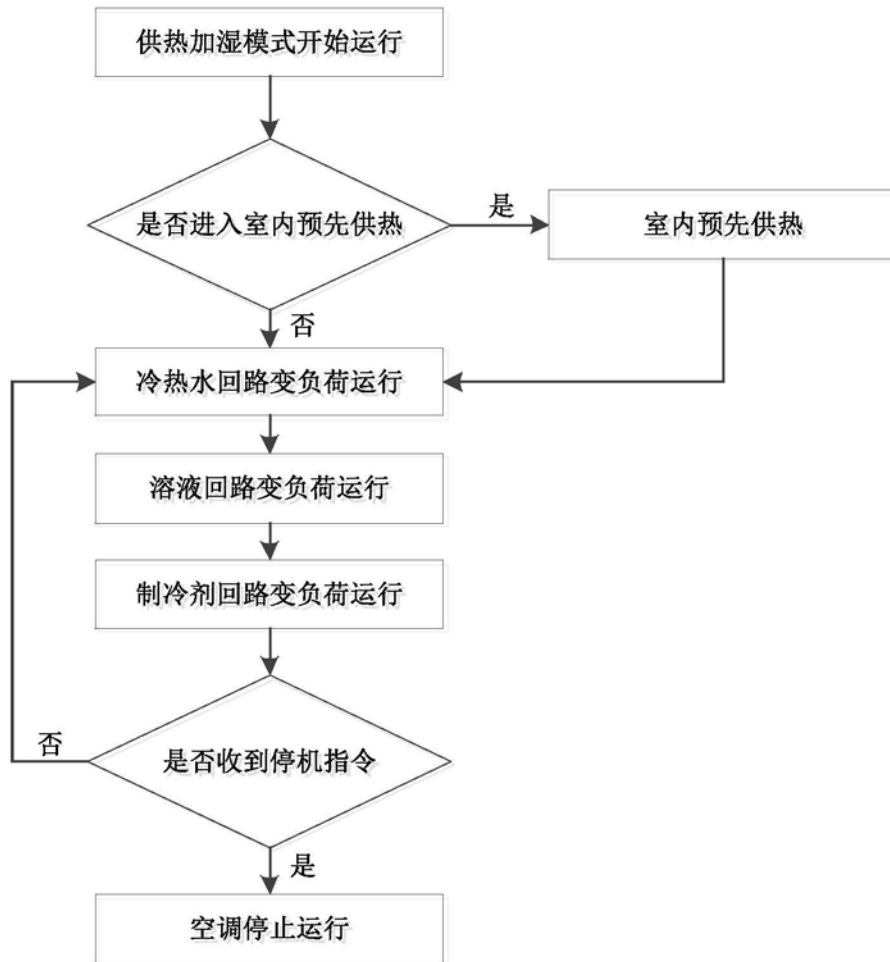 供热加湿模式开始运行
是否进入室内预先供热
是
室内预先供热
否
冷热水回路变负荷运行
溶液回路变负荷运行
制冷剂回路变负荷运行
否
是否收到停机指令
是
空调停止运行